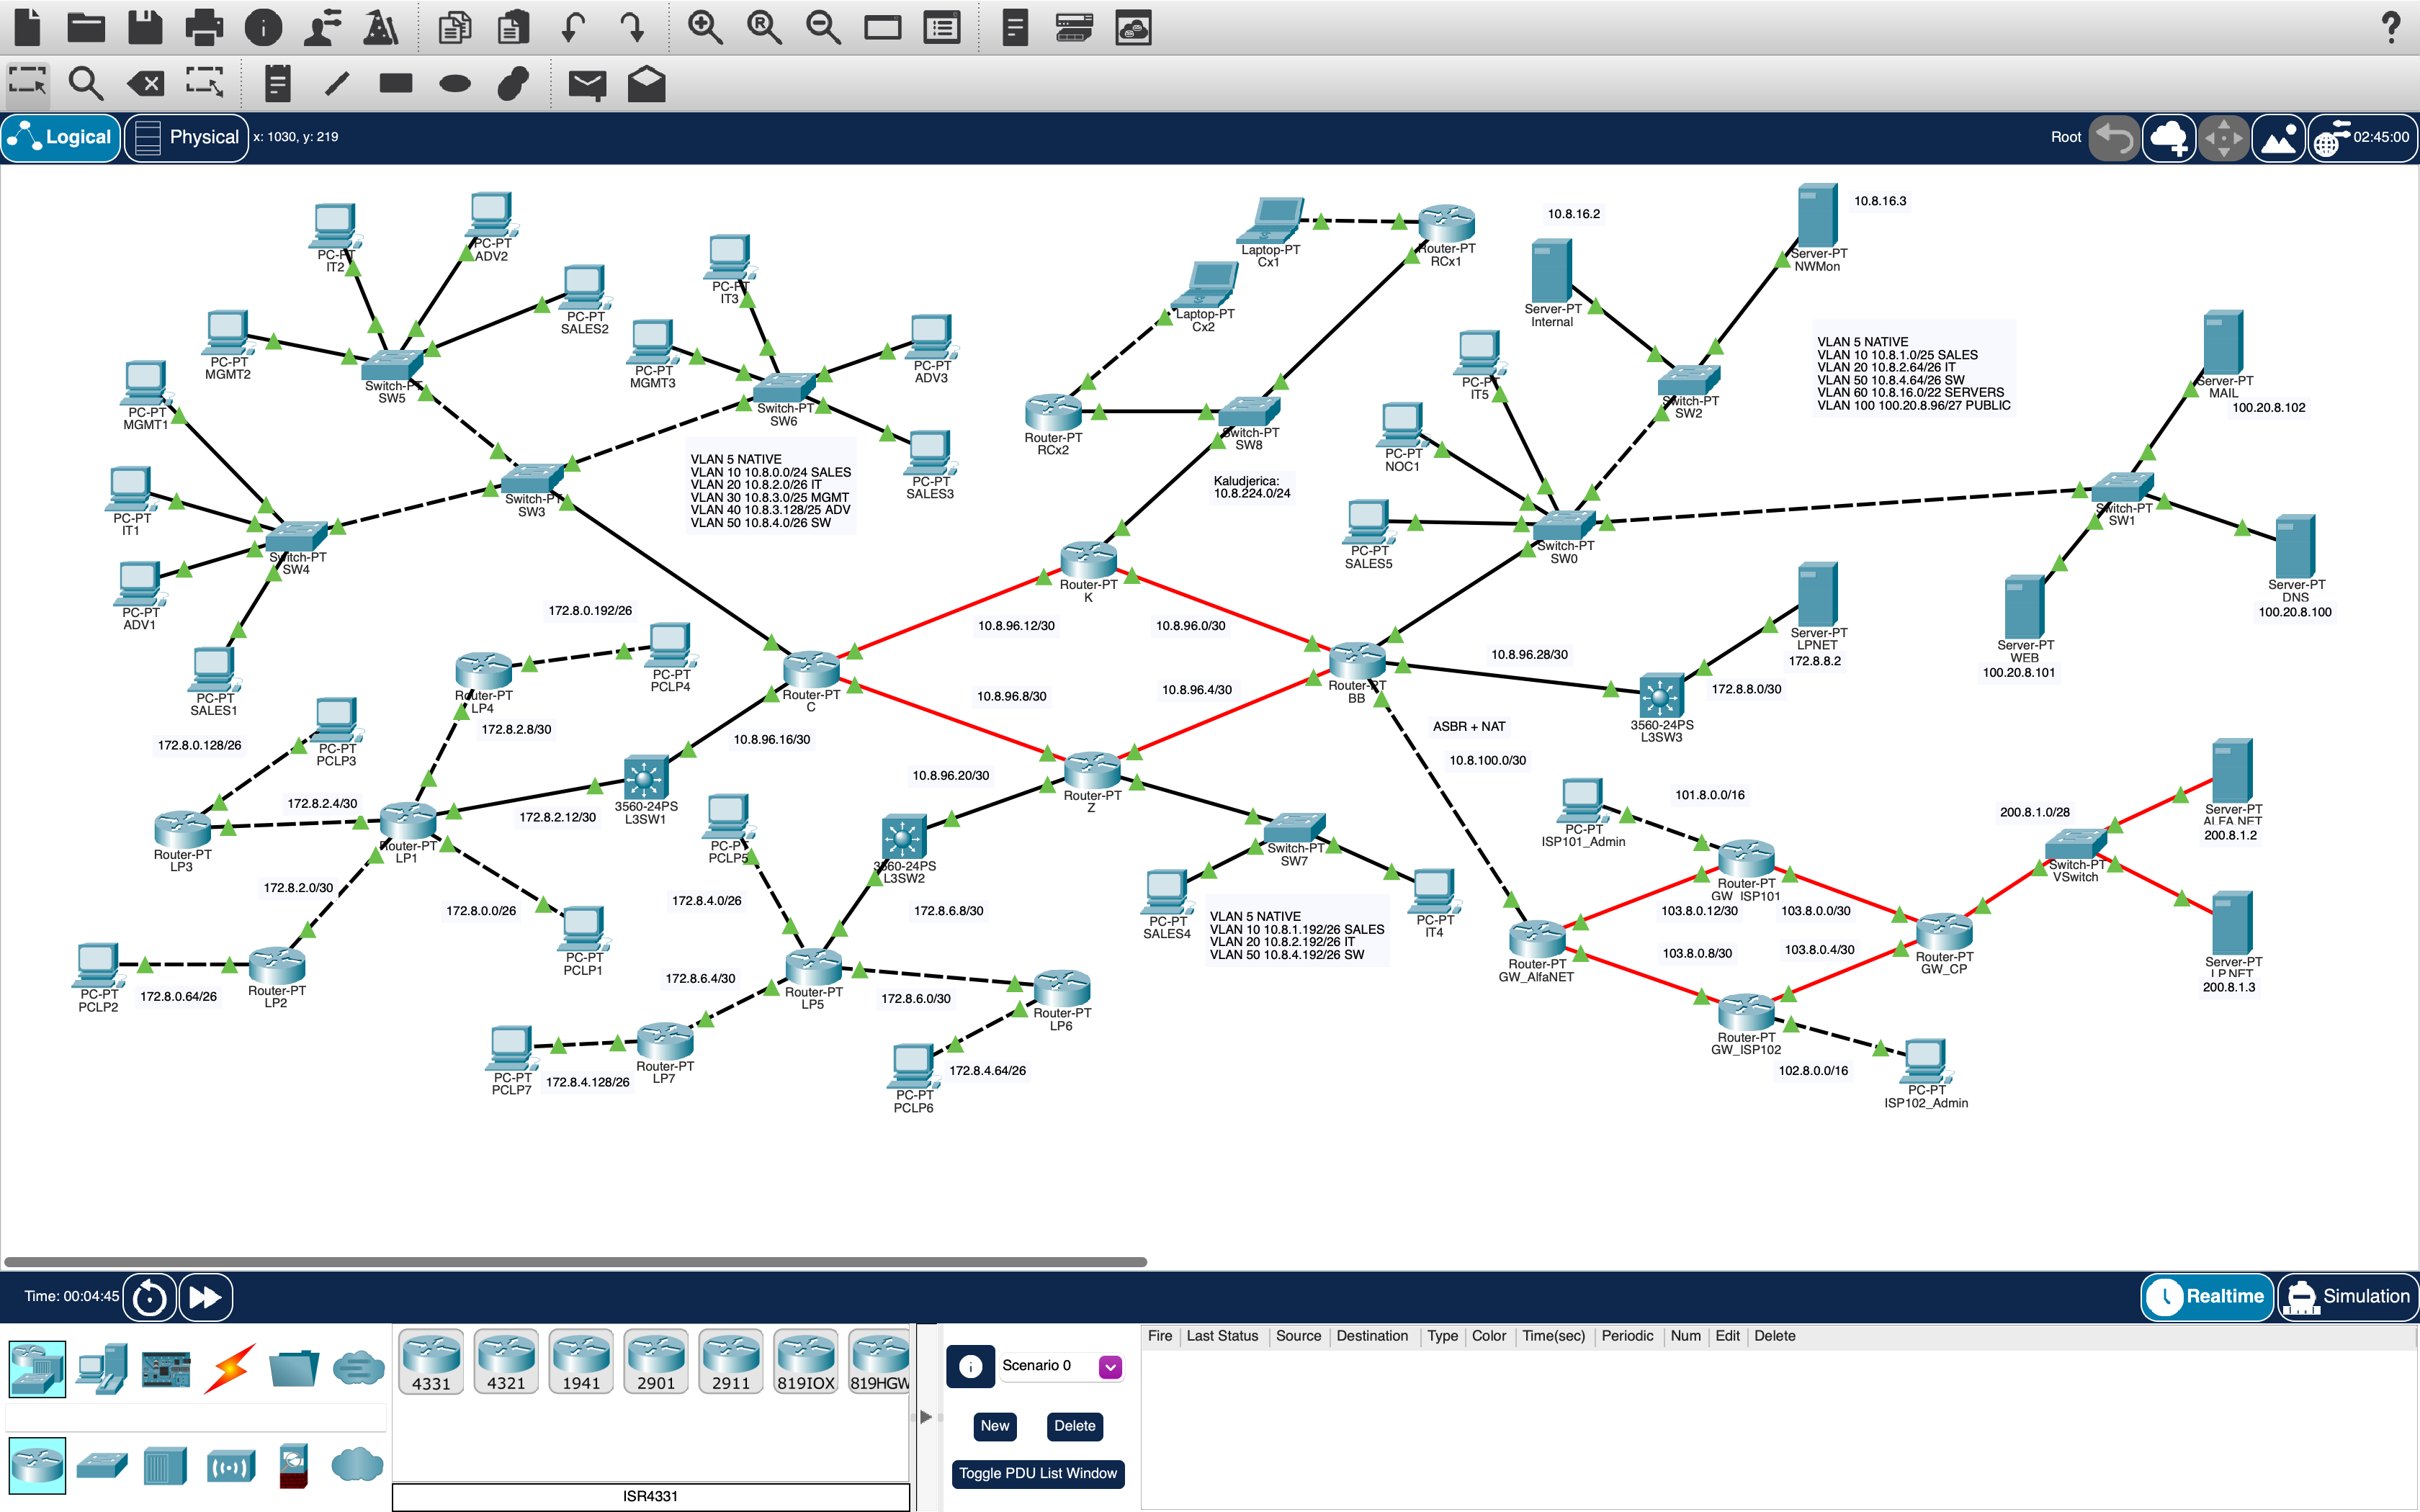 Logical
Physical
x: 1030, y: 219
Root
02:45:00
PC-PT
IT2
PC-PT
ADV2
PC-PT
SALES2
PC-PT
MGMT2
Switch-PT
SW5
PC-PT
IT3
PC-PT
MGMT3
PC-PT
ADV3
Switch-PT
SW6
PC-PT
SALES3
PC-PT
MGMT1
PC-PT
IT1
PC-PT
ADV1
PC-PT
SALES1
Switch-PT
SW4
Switch-PT
SW3
VLAN 5 NATIVE
VLAN 10 10.8.0.0/24 SALES
VLAN 20 10.8.2.0/26 IT
VLAN 30 10.8.3.0/25 MGMT
VLAN 40 10.8.3.128/25 ADV
VLAN 50 10.8.4.0/26 SW
Laptop-PT
Cx1
Router-PT
RCx1
Laptop-PT
Cx2
Router-PT
RCx2
Switch-PT
SW8
Kaludjerica:
10.8.224.0/24
10.8.16.2
10.8.16.3
Server-PT
Internal
Server-PT
NWMon
PC-PT
IT5
PC-PT
NOC1
PC-PT
SALES5
Switch-PT
SW2
Switch-PT
SW0
VLAN 5 NATIVE
VLAN 10 10.8.1.0/25 SALES
VLAN 20 10.8.2.64/26 IT
VLAN 50 10.8.4.64/26 SW
VLAN 60 10.8.16.0/22 SERVERS
VLAN 100 100.20.8.96/27 PUBLIC
Server-PT
MAIL
100.20.8.102
Switch-PT
SW1
Server-PT
DNS
100.20.8.100
Server-PT
WEB
100.20.8.101
Router-PT
K
10.8.96.12/30
10.8.96.0/30
10.8.96.8/30
10.8.96.4/30
Router-PT
C
Router-PT
BB
Router-PT
Z
10.8.96.28/30
Server-PT
LPNET
172.8.8.2
172.8.8.0/30
3560-24PS
L3SW3
ASBR + NAT
10.8.100.0/30
172.8.0.192/26
PC-PT
PCLP4
Router-PT
LP4
172.8.2.8/30
172.8.0.128/26
PC-PT
PCLP3
10.8.96.16/30
3560-24PS
L3SW1
172.8.2.4/30
172.8.2.12/30
Router-PT
LP3
Router-PT
LP1
172.8.2.0/30
172.8.0.0/26
PC-PT
PCLP1
PC-PT
PCLP2
172.8.0.64/26
Router-PT
LP2
10.8.96.20/30
PC-PT
PCLP5
3560-24PS
L3SW2
172.8.4.0/26
172.8.6.8/30
Switch-PT
SW7
PC-PT
SALES4
PC-PT
IT4
VLAN 5 NATIVE
VLAN 10 10.8.1.192/26 SALES
VLAN 20 10.8.2.192/26 IT
VLAN 50 10.8.4.192/26 SW
172.8.6.4/30
Router-PT
LP5
172.8.6.0/30
Router-PT
LP6
PC-PT
PCLP7
172.8.4.128/26
Router-PT
LP7
PC-PT
PCLP6
172.8.4.64/26
PC-PT
ISP101_Admin
101.8.0.0/16
Router-PT
GW_ISP101
103.8.0.12/30
103.8.0.0/30
Router-PT
GW_AlfaNET
103.8.0.8/30
103.8.0.4/30
Router-PT
GW_CP
Router-PT
GW_ISP102
102.8.0.0/16
PC-PT
ISP102_Admin
200.8.1.0/28
Switch-PT
VSwitch
Server-PT
ALFA NET
200.8.1.2
Server-PT
LP.NET
200.8.1.3
Time: 00:04:45
Realtime
Simulation
4331
4321
1941
2901
2911
819IOX
819HGW
ISR4331
Scenario 0
New
Delete
Toggle PDU List Window
Fire
Last Status
Source
Destination
Type
Color
Time(sec)
Periodic
Num
Edit
Delete